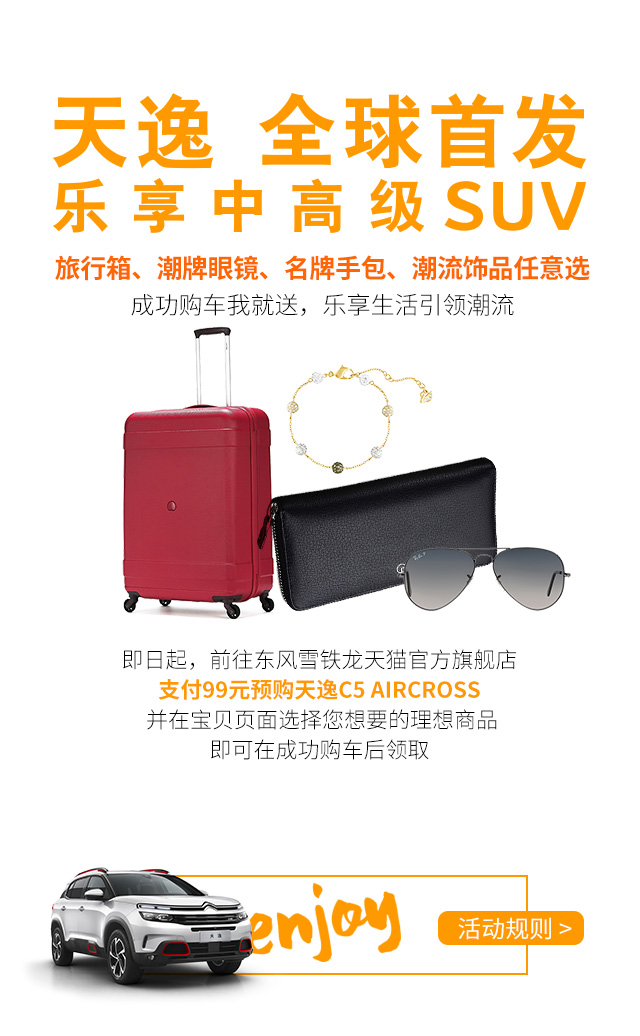 天逸 全球首发
乐享中高级SUV
旅行箱、潮牌眼镜、名牌手包、潮流饰品任意选
成功购车我就送，乐享生活引领潮流
即日起，前往东风雪铁龙天猫官方旗舰店
支付99元预购天逸C5 AIRCROSS
并在宝贝页面选择您想要的理想商品
即可在成功购车后领取
enjoy
活动规则 >
天逸